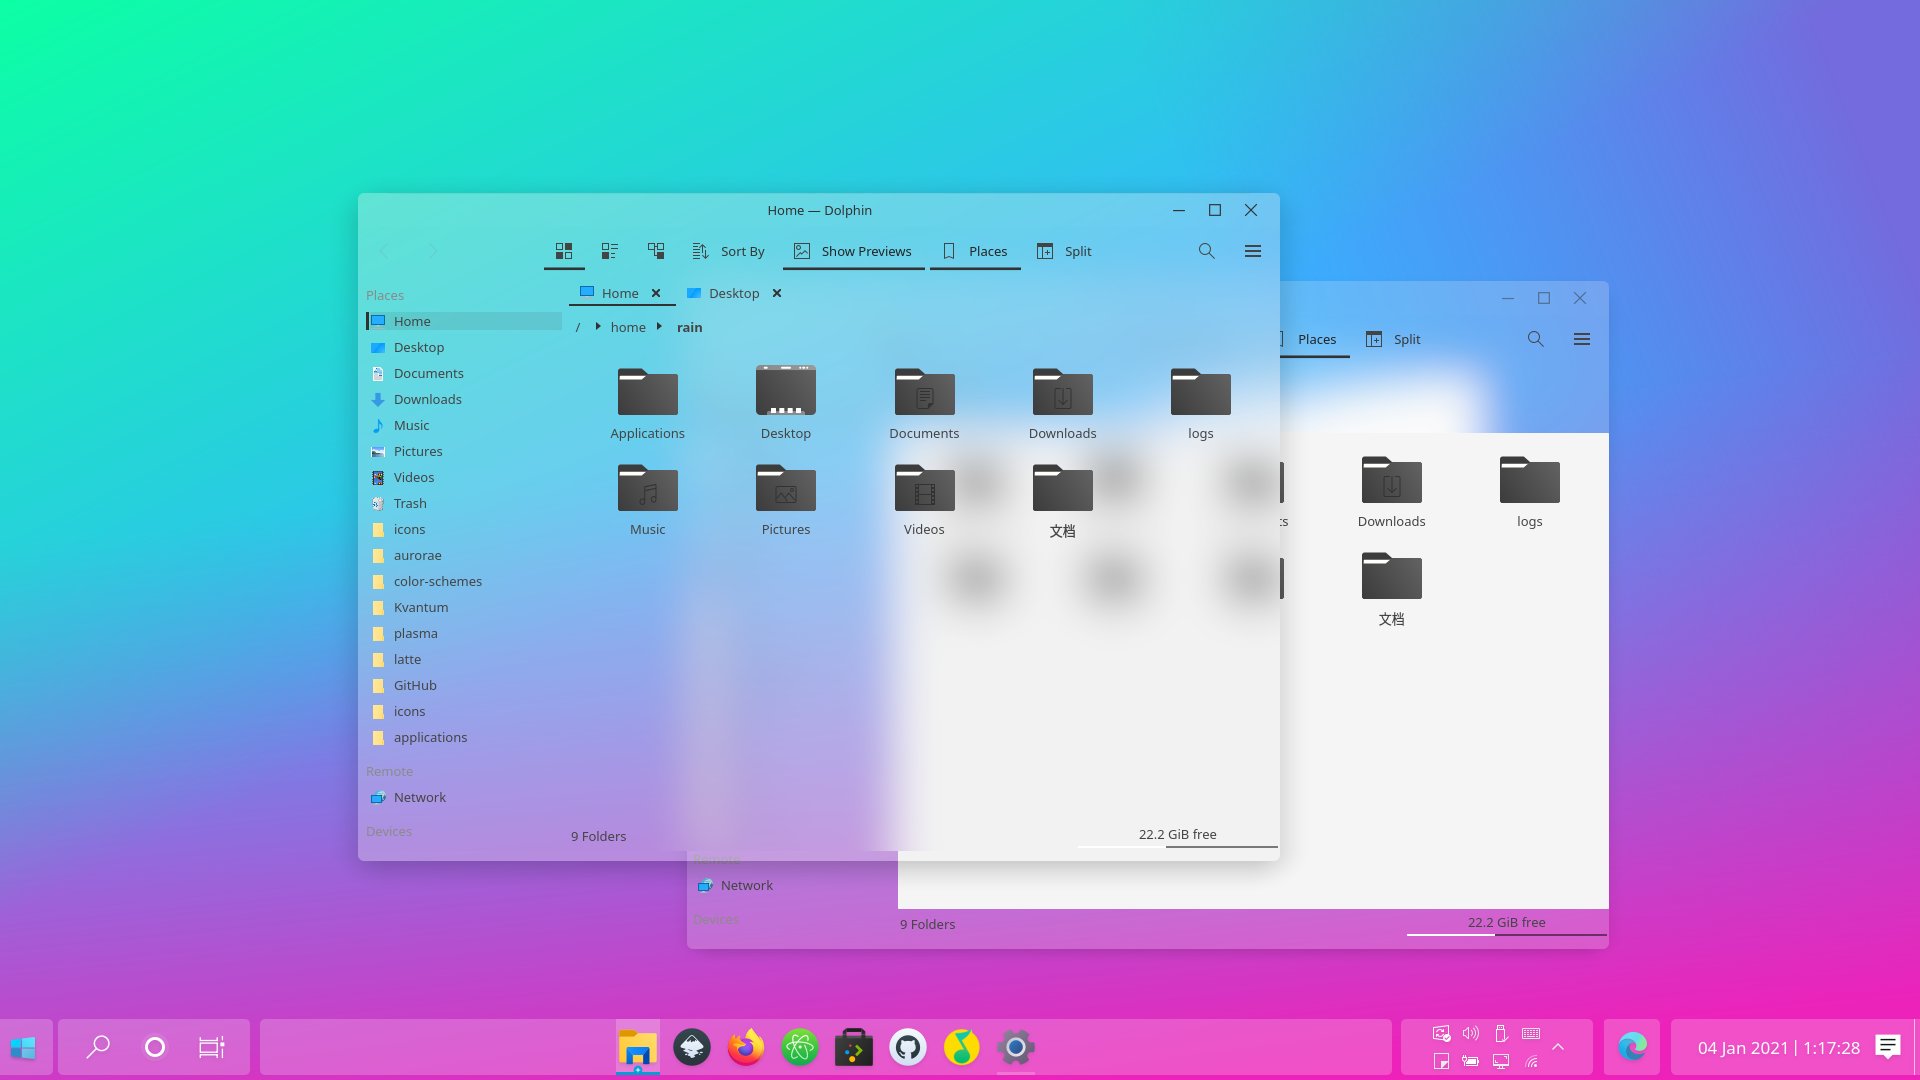 Home — Dolphin
Sort By
Show Previews
Places
Split
Places
Home
Desktop
Documents
Downloads
Music
Pictures
Videos
Trash
icons
aurorae
color-schemes
Kvantum
plasma
latte
GitHub
icons
applications
Remote
Network
Devices
Home
Desktop
/ home rain
Applications
Desktop
Documents
Downloads
logs
Music
Pictures
Videos
文档
9 Folders
22.2 GiB free
Places
Split
ts
Downloads
logs
文档
Remote
Network
Devices
9 Folders
22.2 GiB free
04 Jan 2021 | 1:17:28